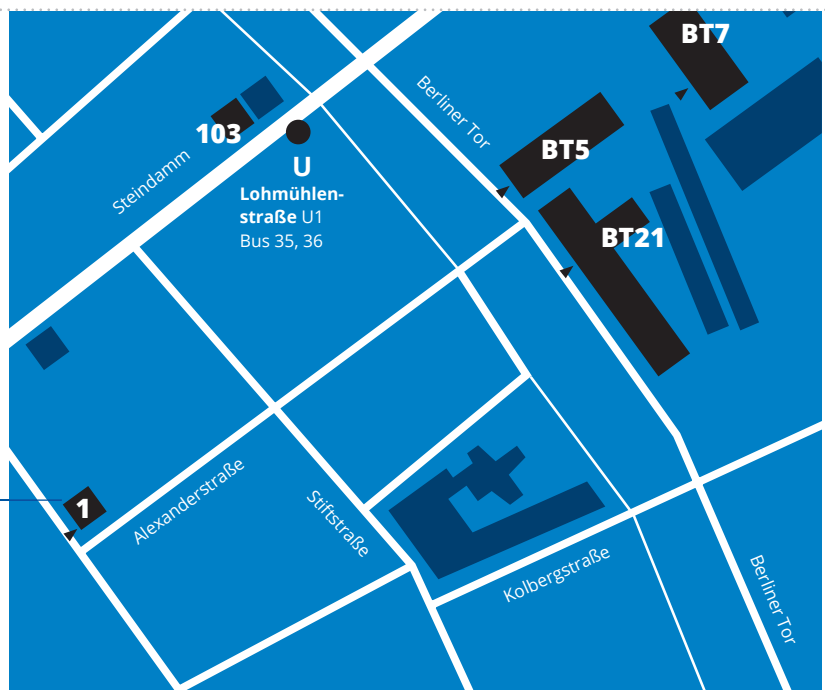 BT7
Berliner Tor
103
BT5
U
Steindamm
Lohmühlen-
straße U1
Bus 35, 36
BT21
1
Alexanderstraße
Stiftstraße
Kolbergstraße
Berliner Tor